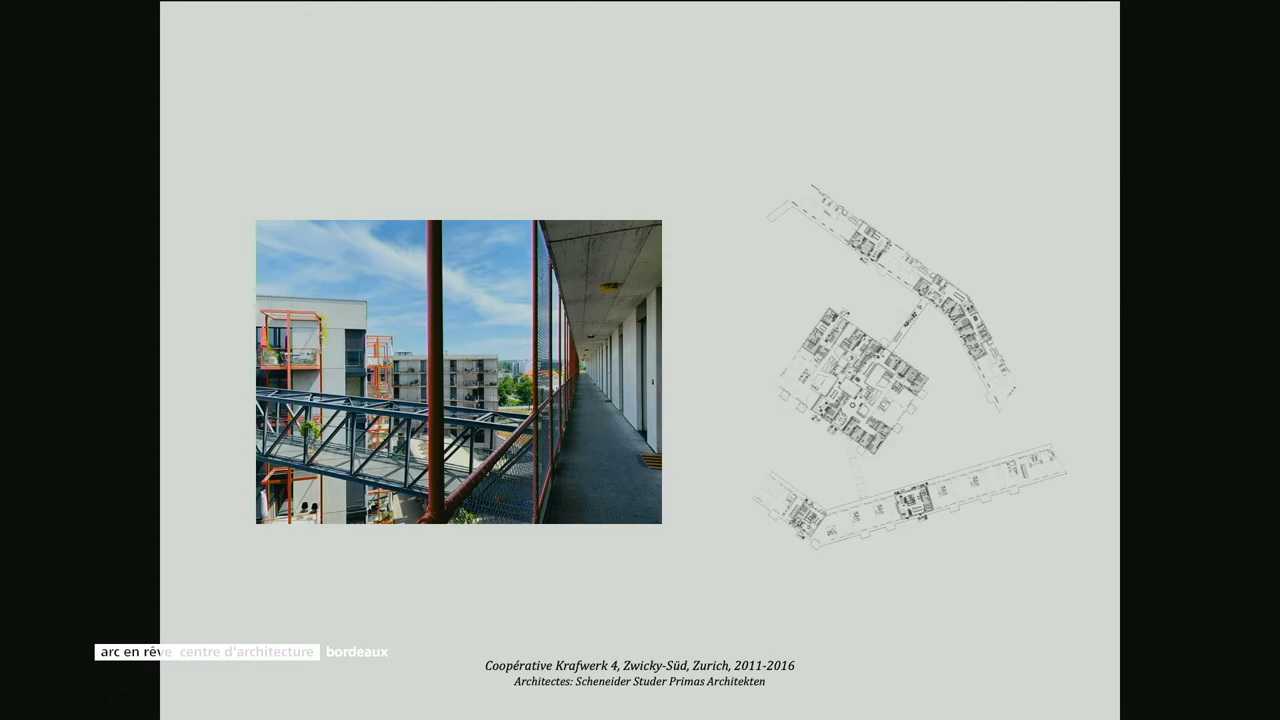 arc en rêve centre d'architecture bordeaux
Coopérative Krafwerk 4, Zwicky-Süd, Zurich, 2011-2016
Architectes: Scheneider Studer Primas Architekten